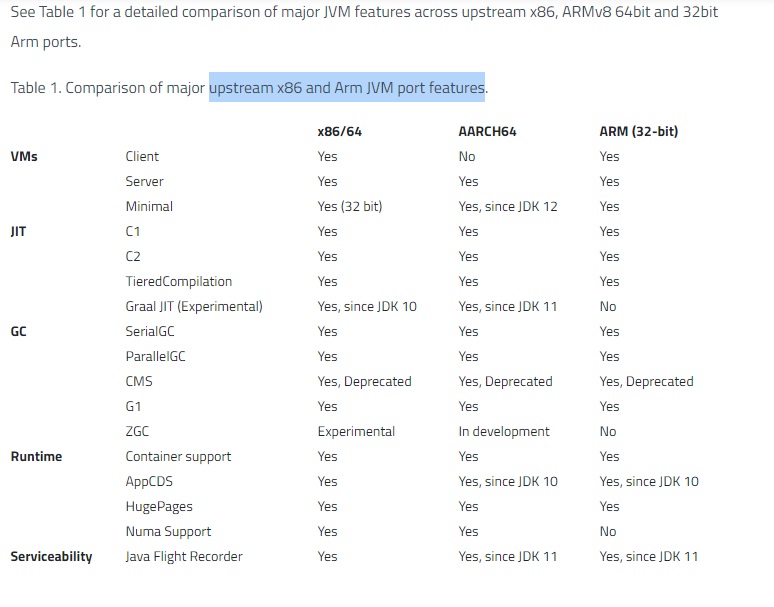 See Table 1 for a detailed comparison of major JVM features across upstream x86, ARMv8 64bit and 32bit
Arm ports.
Table 1. Comparison of major upstream x86 and Arm JVM port features.
x86/64 AARCH64 ARM (32-bit)
VMs Client Yes No Yes
Server Yes Yes Yes
Minimal Yes (32 bit) Yes, since JDK 12 Yes
JIT C1 Yes Yes Yes
C2 Yes Yes Yes
TieredCompilation Yes Yes Yes
Graal JIT (Experimental) Yes, since JDK 10 Yes, since JDK 11 No
GC SerialGC Yes Yes Yes
ParallelGC Yes Yes Yes
CMS Yes, Deprecated Yes, Deprecated Yes, Deprecated
G1 Yes Yes Yes
ZGC Experimental In development No
Runtime Container support Yes Yes Yes
AppCDS Yes Yes, since JDK 10 Yes, since JDK 10
HugePages Yes Yes Yes
Numa Support Yes Yes No
Serviceability Java Flight Recorder Yes Yes, since JDK 11 Yes, since JDK 11